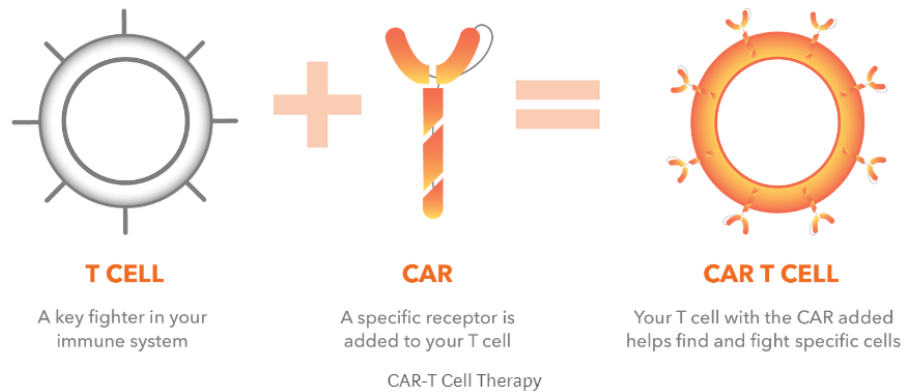 T CELL
A key fighter in your
immune system
CAR
A specific receptor is
added to your T cell
CAR T CELL
Your T cell with the CAR added
helps find and fight specific cells
CAR-T Cell Therapy